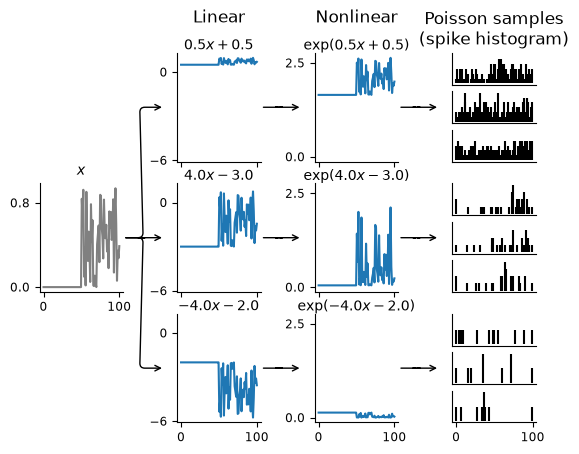 Linear
Nonlinear
Poisson samples
(spike histogram)
0.5x + 0.5
exp(0.5x + 0.5)
0
−6
2.5
0.0
x
0.8
0.0
0
100
4.0x − 3.0
exp(4.0x − 3.0)
0
−6
2.5
0.0
−4.0x − 2.0
exp(−4.0x − 2.0)
0
−6
0
100
2.5
0.0
0
100
0
100